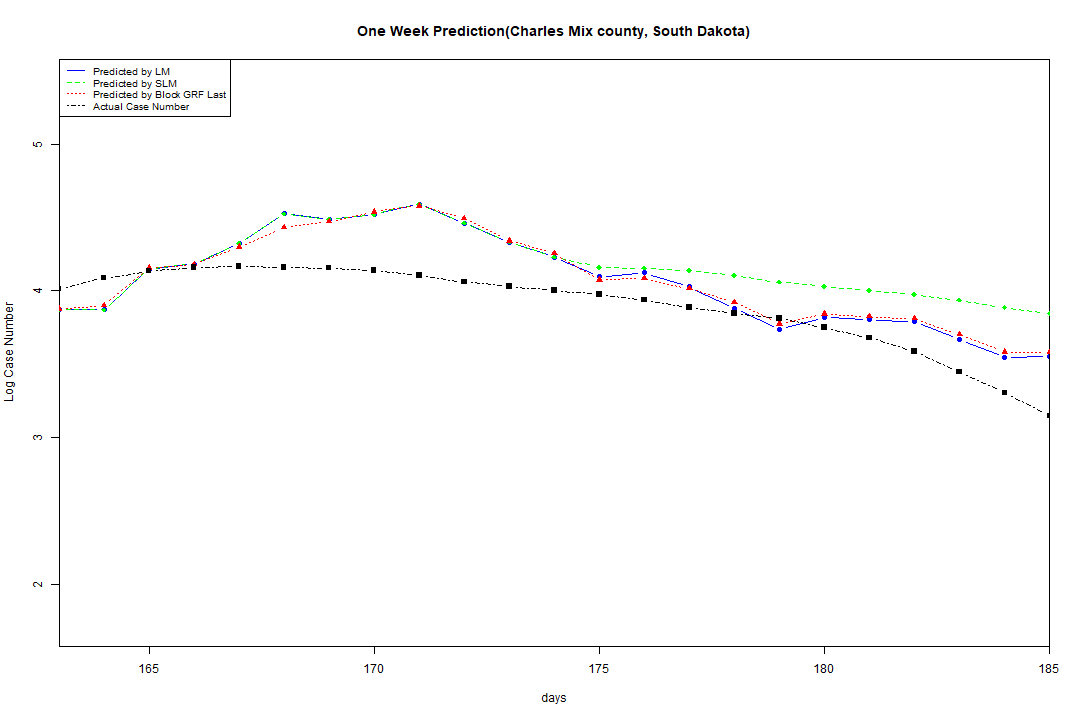 One Week Prediction(Charles Mix county, South Dakota)
Predicted by LM
Predicted by SLM
Predicted by Block GRF Last
Actual Case Number
5
4
3
2
Log Case Number
165 170 175 180 185
days